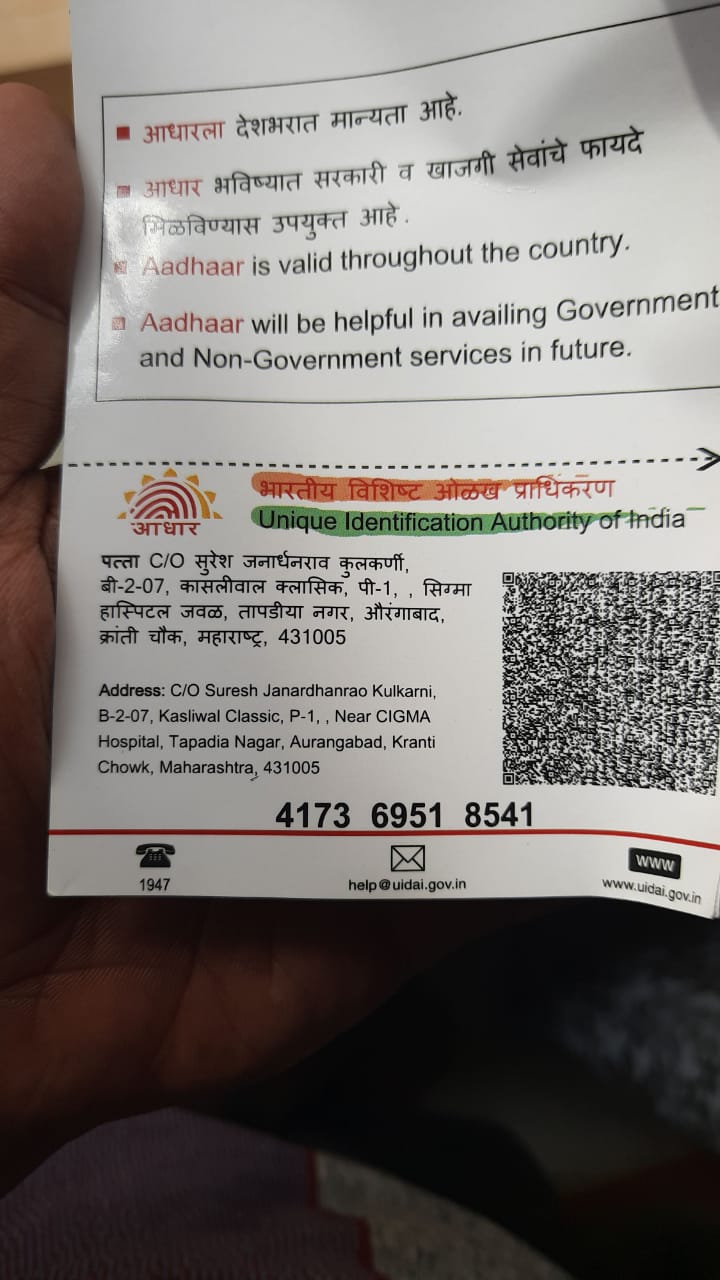 आधारला देशभरात मान्यता आहे.
आधार भविष्यात सरकारी व खाजगी सेवांचे फायदे
मिळविण्यास उपयुक्त आहे .
Aadhaar is valid throughout the country.
Aadhaar will be helpful in availing Government
and Non-Government services in future.
आधार
भारतीय विशिष्ट ओळख प्राधिकरण
Unique Identification Authority of India
पत्ता C/O सुरेश जनार्धनराव कुलकर्णी,
बी-2-07, कासलीवाल क्लासिक, पी-1, , सिग्मा
हास्पिटल जवळ, तापडीया नगर, औरंगाबाद,
क्रांती चौक, महाराष्ट्र, 431005
Address: C/O Suresh Janardhanrao Kulkarni,
B-2-07, Kasliwal Classic, P-1, , Near CIGMA
Hospital, Tapadia Nagar, Aurangabad, Kranti
Chowk, Maharashtra, 431005
4173 6951 8541
1947
help@uidai.gov.in
www
www.uidai.gov.in